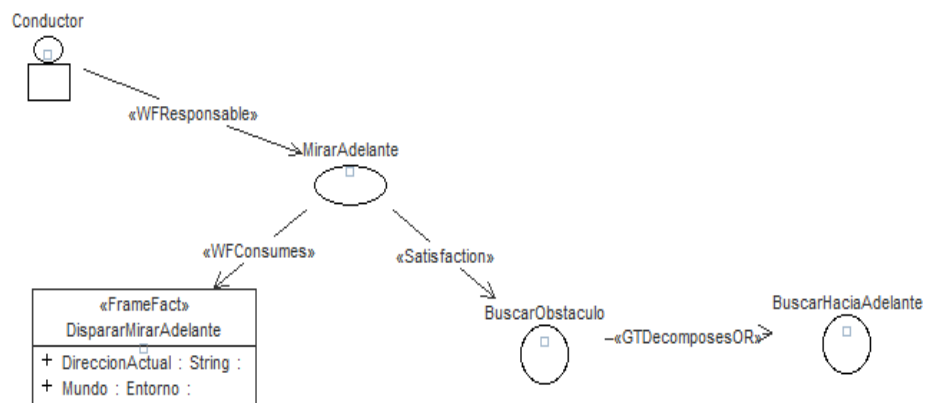 Conductor
«WFResponsable»
MirarAdelante
«WFConsumes»
«Satisfaction»
«FrameFact»
DispararMirarAdelante
+ DireccionActual : String :
+ Mundo : Entorno :
BuscarObstaculo
«GTDecomposesOR»
BuscarHaciaAdelante